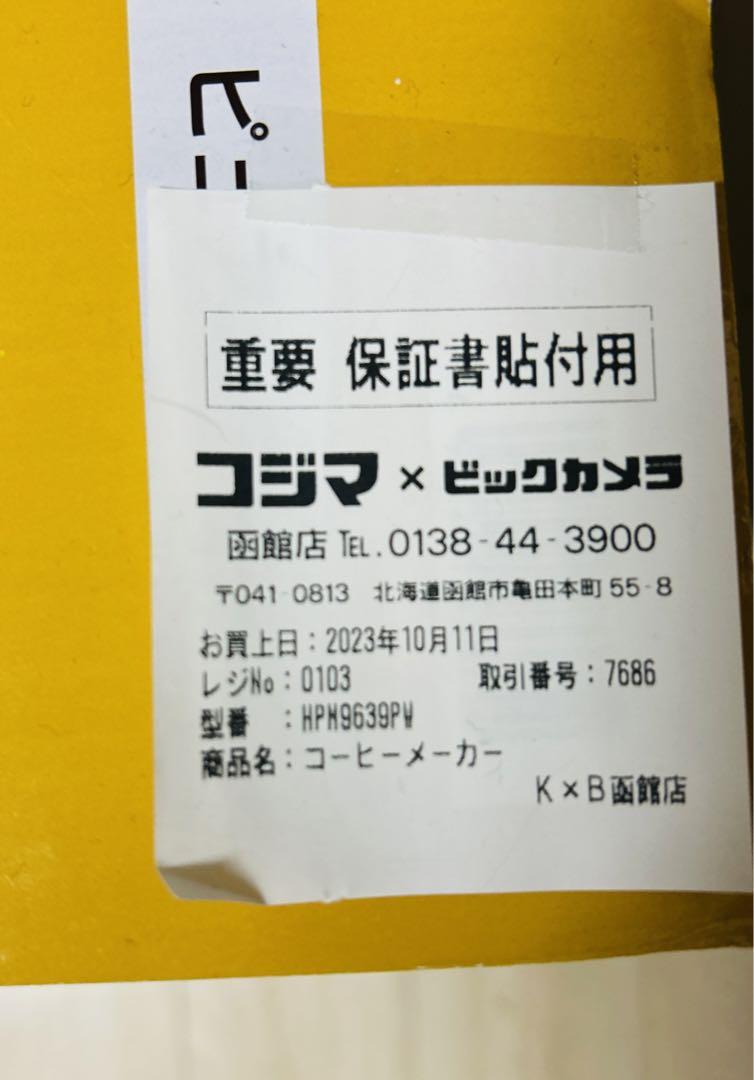 ピ
重要 保証書貼付用
コジマ × ビックカメラ
函館店 TEL.0138-44-3900
〒041-0813 北海道函館市亀田本町 55-8
お買上日：2023年10月11日
レジNo：0103 取引番号：7686
型番 ：HPM9639PW
商品名：コーヒーメーカー
K×B函館店